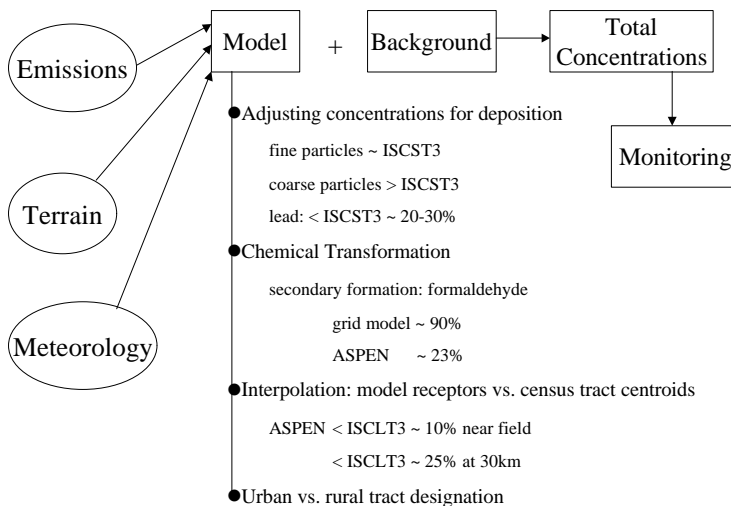 Emissions
Model
+
Background
Total
Concentrations
Monitoring
Terrain
Meteorology
Adjusting concentrations for deposition
fine particles ~ ISCST3
coarse particles > ISCST3
lead: < ISCST3 ~ 20-30%
Chemical Transformation
secondary formation: formaldehyde
grid model ~ 90%
ASPEN ~ 23%
Interpolation: model receptors vs. census tract centroids
ASPEN < ISCLT3 ~ 10% near field
< ISCLT3 ~ 25% at 30km
Urban vs. rural tract designation